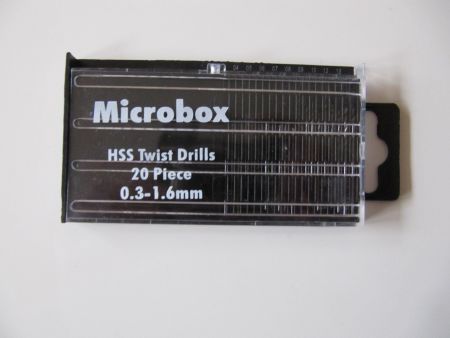 Microbox
HSS Twist Drills
20 Piece
0.3-1.6mm